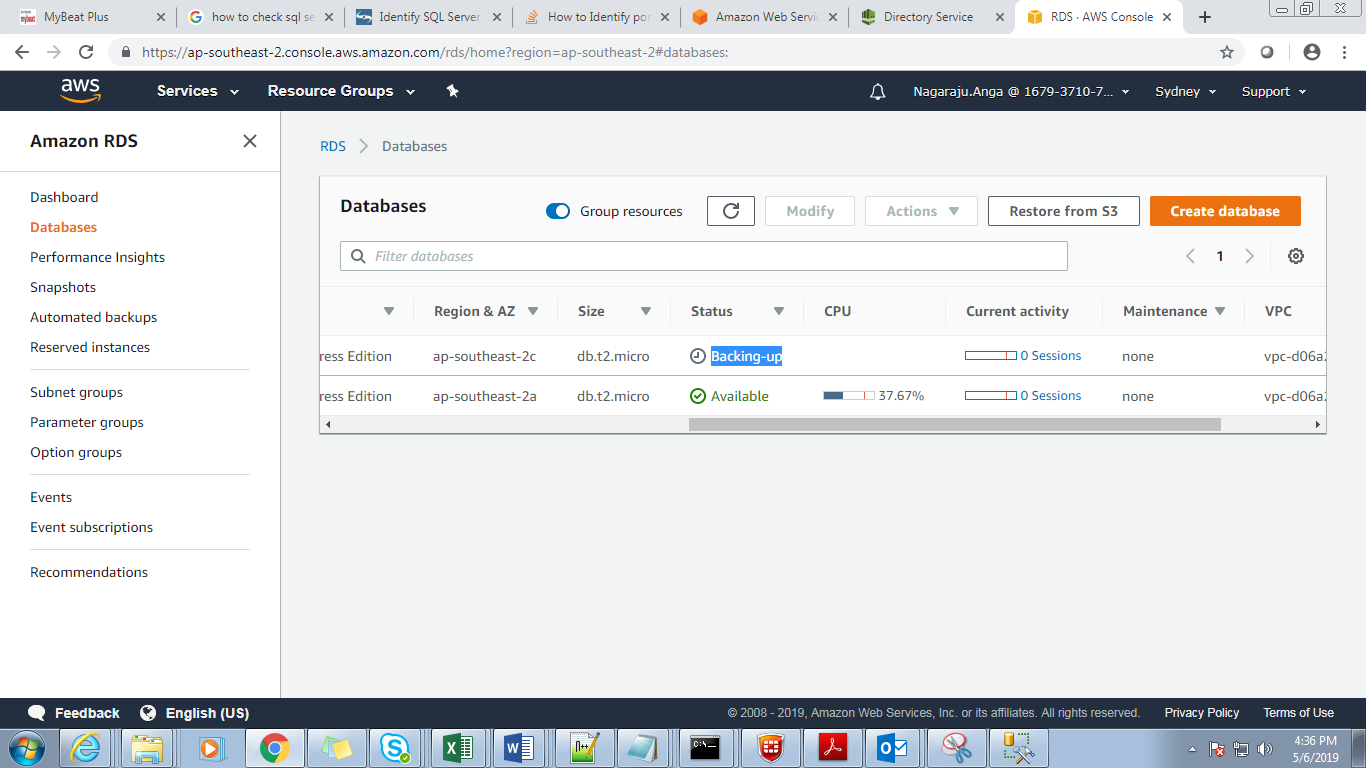 MyBeat Plus
how to check sql se
Identify SQL Server
How to Identify por
Amazon Web Servic
Directory Service
RDS · AWS Console
https://ap-southeast-2.console.aws.amazon.com/rds/home?region=ap-southeast-2#databases:
aws
Services
Resource Groups
Nagaraju.Anga @ 1679-3710-7...
Sydney
Support
Amazon RDS
Dashboard
Databases
Performance Insights
Snapshots
Automated backups
Reserved instances
Subnet groups
Parameter groups
Option groups
Events
Event subscriptions
Recommendations
RDS
Databases
Databases
Group resources
Modify
Actions
Restore from S3
Create database
Filter databases
1
Region & AZ
Size
Status
CPU
Current activity
Maintenance
VPC
ress Edition
ap-southeast-2c
db.t2.micro
Backing-up
0 Sessions
none
vpc-d06a
ress Edition
ap-southeast-2a
db.t2.micro
Available
37.67%
0 Sessions
none
vpc-d06a
Feedback
English (US)
© 2008 - 2019, Amazon Web Services, Inc. or its affiliates. All rights reserved.
Privacy Policy
Terms of Use
4:36 PM
5/6/2019